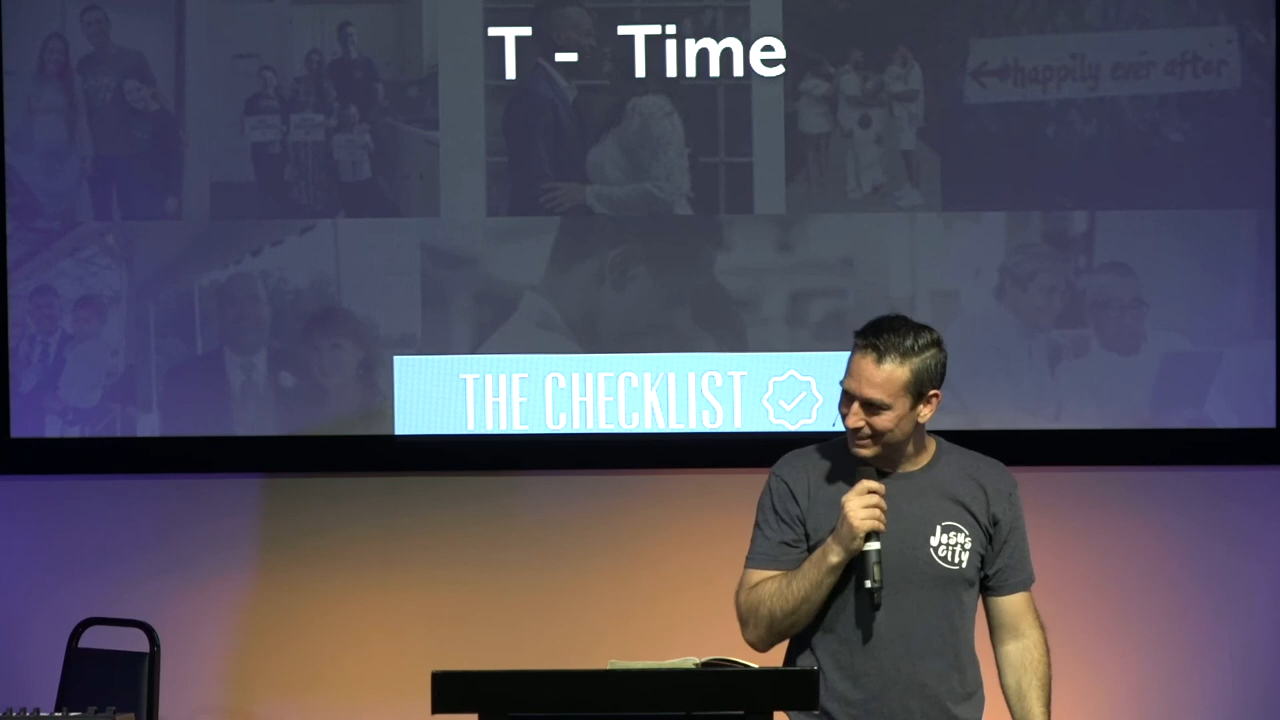 T - Time
#happily ever after
THE CHECKLIST
Jesus
city